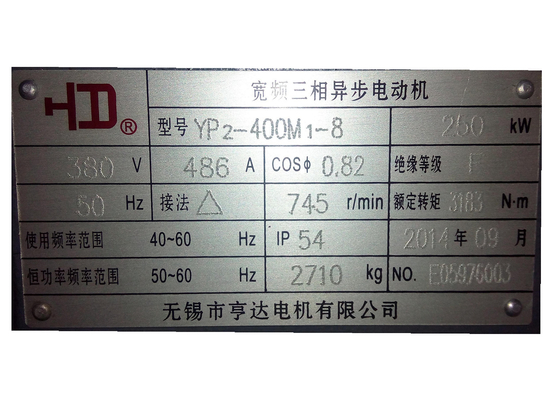 HD®
宽频三相异步电动机
型号 YP2-400M1-8 250 kW
380 V 486 A COSΦ 0.82 绝缘等级 F
50 Hz 接法 △ 745 r/min 额定转矩 3183 N·m
使用频率范围 40~60 Hz IP 54 2014 年 09 月
恒功率频率范围 50~60 Hz 2710 kg NO. E05976003
无锡市亨达电机有限公司